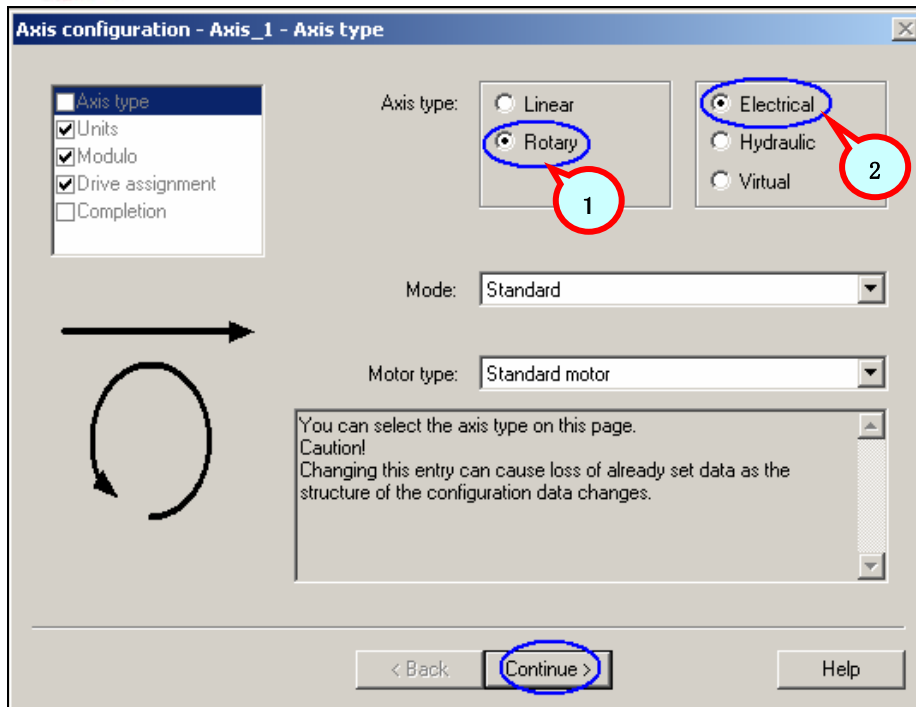 Axis configuration - Axis_1 - Axis type
Axis type
Units
Modulo
Drive assignment
Completion
Axis type:
Linear
Rotary
1
Electrical
Hydraulic
Virtual
2
Mode: Standard
Motor type: Standard motor
You can select the axis type on this page.
Caution!
Changing this entry can cause loss of already set data as the
structure of the configuration data changes.
< Back
Continue >
Help